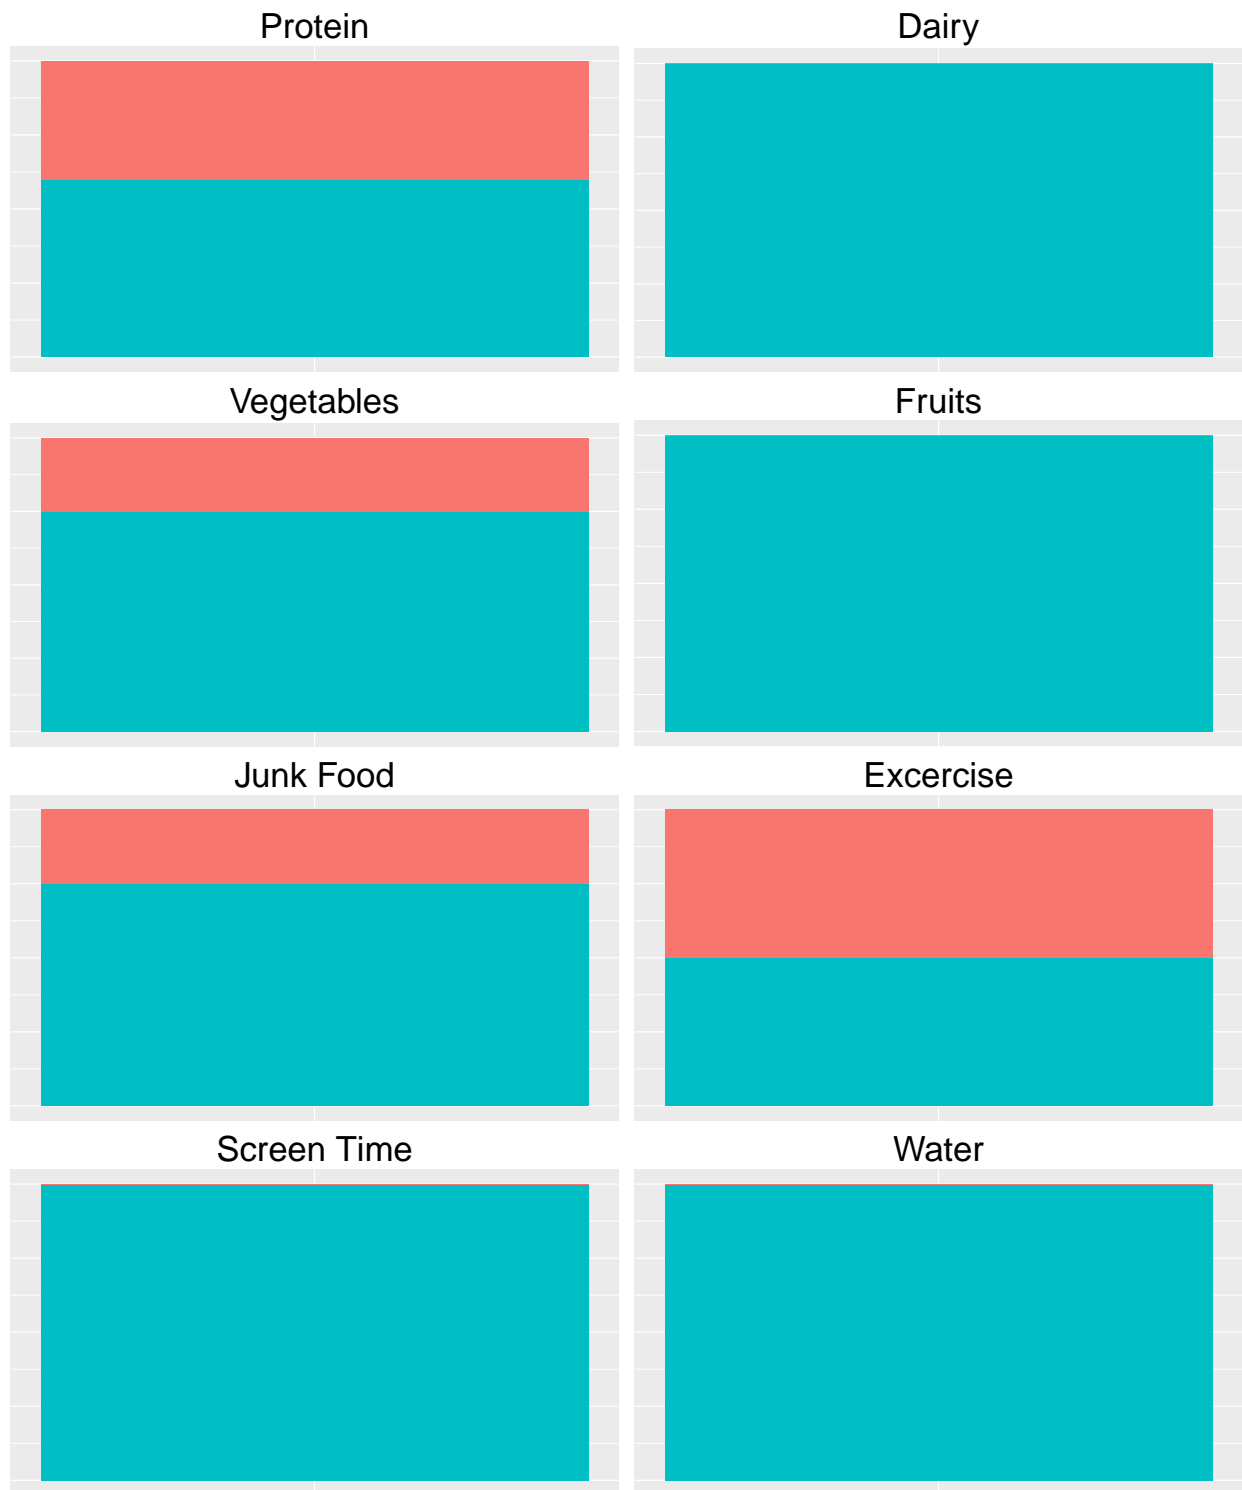 Protein
Dairy
Vegetables
Fruits
Junk Food
Excercise
Screen Time
Water